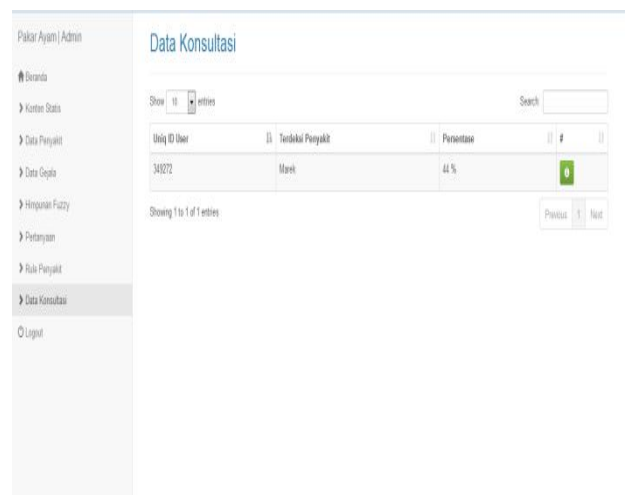 Pakar Ayam | Admin
Beranda
Konten Statis
Data Penyakit
Data Gejala
Himpunan Fuzzy
Pertanyaan
Rule Penyakit
Data Konsultasi
Logout
Data Konsultasi
Show 10 entries
Search:
Uniq ID User Terdeksi Penyakit Persentase #
349272 Marek 44 %
Showing 1 to 1 of 1 entries
Previous 1 Next